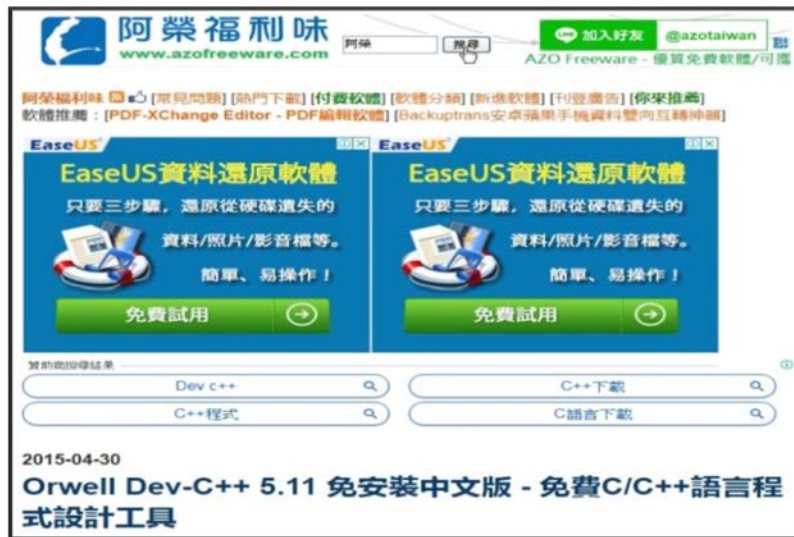 阿榮福利味
www.azofreeware.com
阿榮
搜尋
加入好友 @azotaiwan
AZO Freeware - 優質免費軟體/可攜
阿榮福利味 [常見問題] [熱門下載] [付費軟體] [軟體分類] [新進軟體] [刊登廣告] [你來推薦]
軟體推薦：[PDF-XChange Editor - PDF編輯軟體] [Backuptrans安卓蘋果手機資料雙向互轉神器]
EaseUS
EaseUS資料還原軟體
只要三步驟，還原從硬碟遺失的
資料/照片/影音檔等。
簡單、易操作！
免費試用
EaseUS
EaseUS資料還原軟體
只要三步驟，還原從硬碟遺失的
資料/照片/影音檔等。
簡單、易操作！
免費試用
贊助商搜尋結果
Dev c++
C++下載
C++程式
C語言下載
2015-04-30
Orwell Dev-C++ 5.11 免安裝中文版 - 免費C/C++語言程
式設計工具